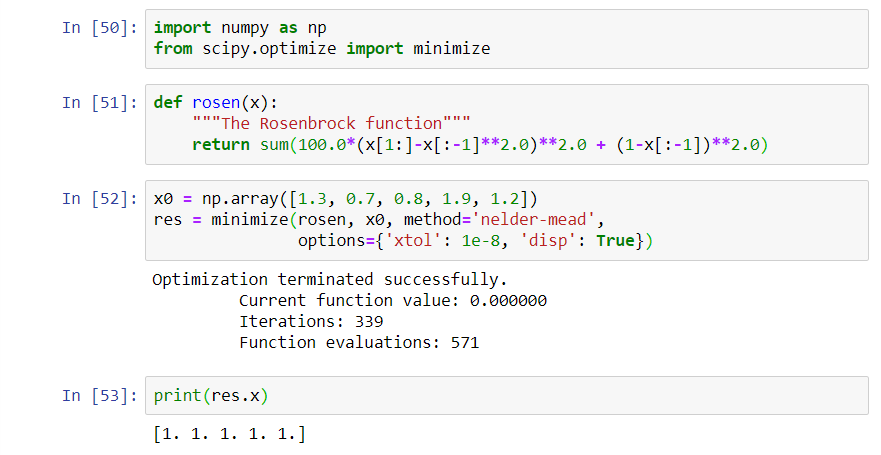 In [50]: import numpy as np
from scipy.optimize import minimize
In [51]: def rosen(x):
    """The Rosenbrock function"""
    return sum(100.0*(x[1:]-x[:-1]**2.0)**2.0 + (1-x[:-1])**2.0)
In [52]: x0 = np.array([1.3, 0.7, 0.8, 1.9, 1.2])
res = minimize(rosen, x0, method='nelder-mead',
               options={'xtol': 1e-8, 'disp': True})
Optimization terminated successfully.
         Current function value: 0.000000
         Iterations: 339
         Function evaluations: 571
In [53]: print(res.x)
[1. 1. 1. 1. 1.]